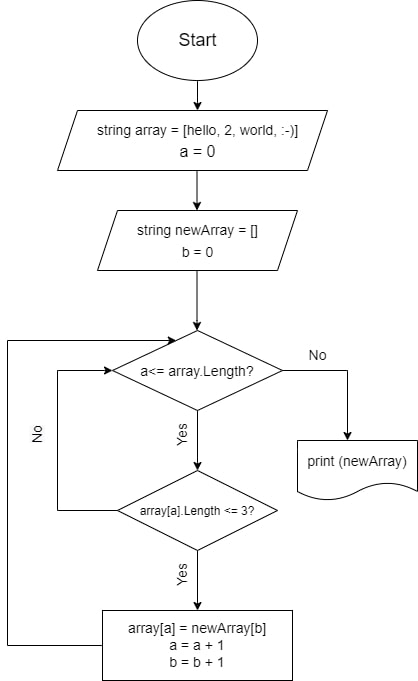 Start
string array = [hello, 2, world, :-)]
a = 0
string newArray = []
b = 0
a<= array.Length?
No
print (newArray)
Yes
No
array[a].Length <= 3?
Yes
array[a] = newArray[b]
a = a + 1
b = b + 1